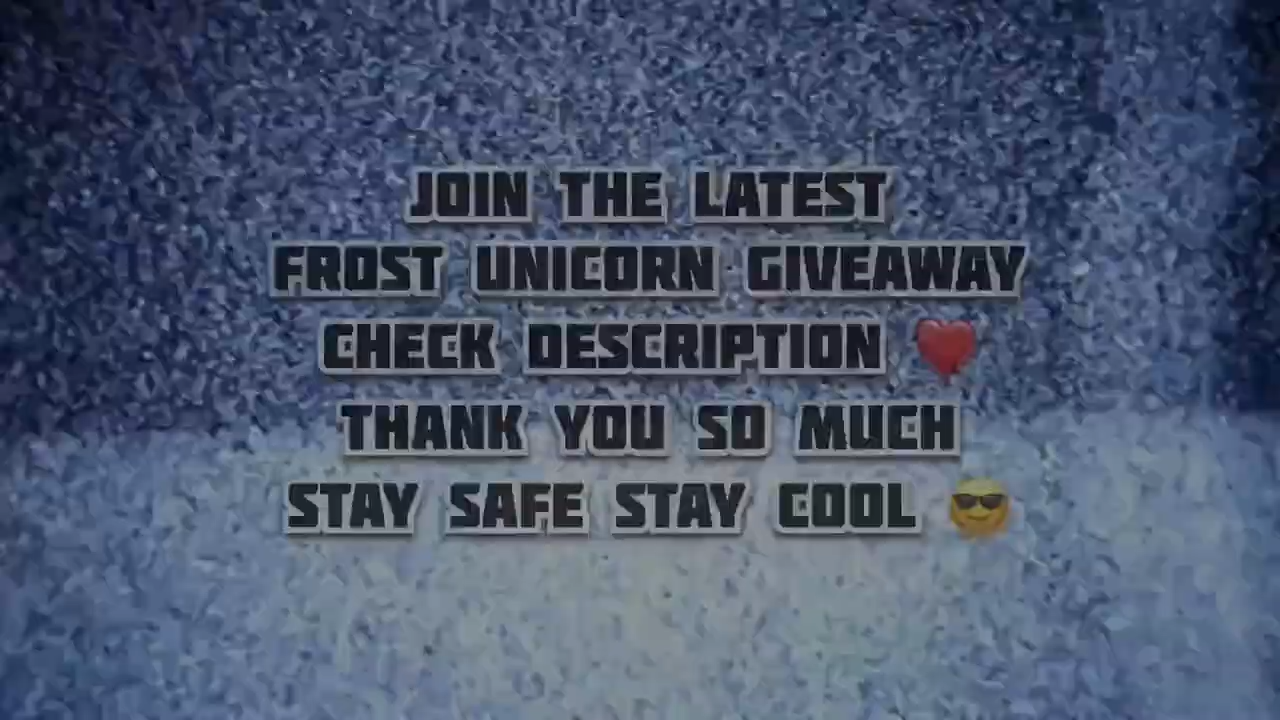 JOIN THE LATEST
FROST UNICORN GIVEAWAY
CHECK DESCRIPTION ❤️
THANK YOU SO MUCH
STAY SAFE STAY COOL 😎